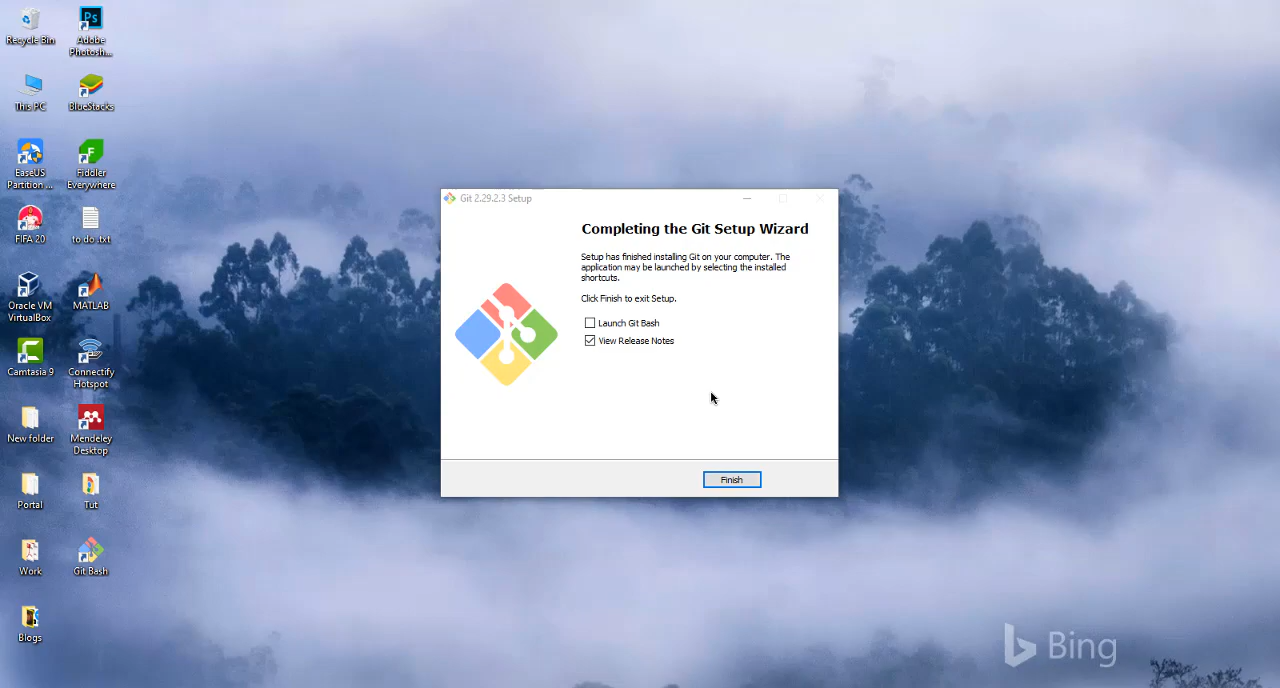 Recycle Bin
Adobe
Photosh...
This PC
BlueStacks
EaseUS
Partition ...
Fiddler
Everywhere
FIFA 20
to do .txt
Oracle VM
VirtualBox
MATLAB
Camtasia 9
Connectify
Hotspot
New folder
Mendeley
Desktop
Portal
Tut
Work
Git Bash
Blogs
Ps
F
Git 2.29.2.3 Setup
Completing the Git Setup Wizard
Setup has finished installing Git on your computer. The
application may be launched by selecting the installed
shortcuts.
Click Finish to exit Setup.
Launch Git Bash
View Release Notes
Finish
Bing